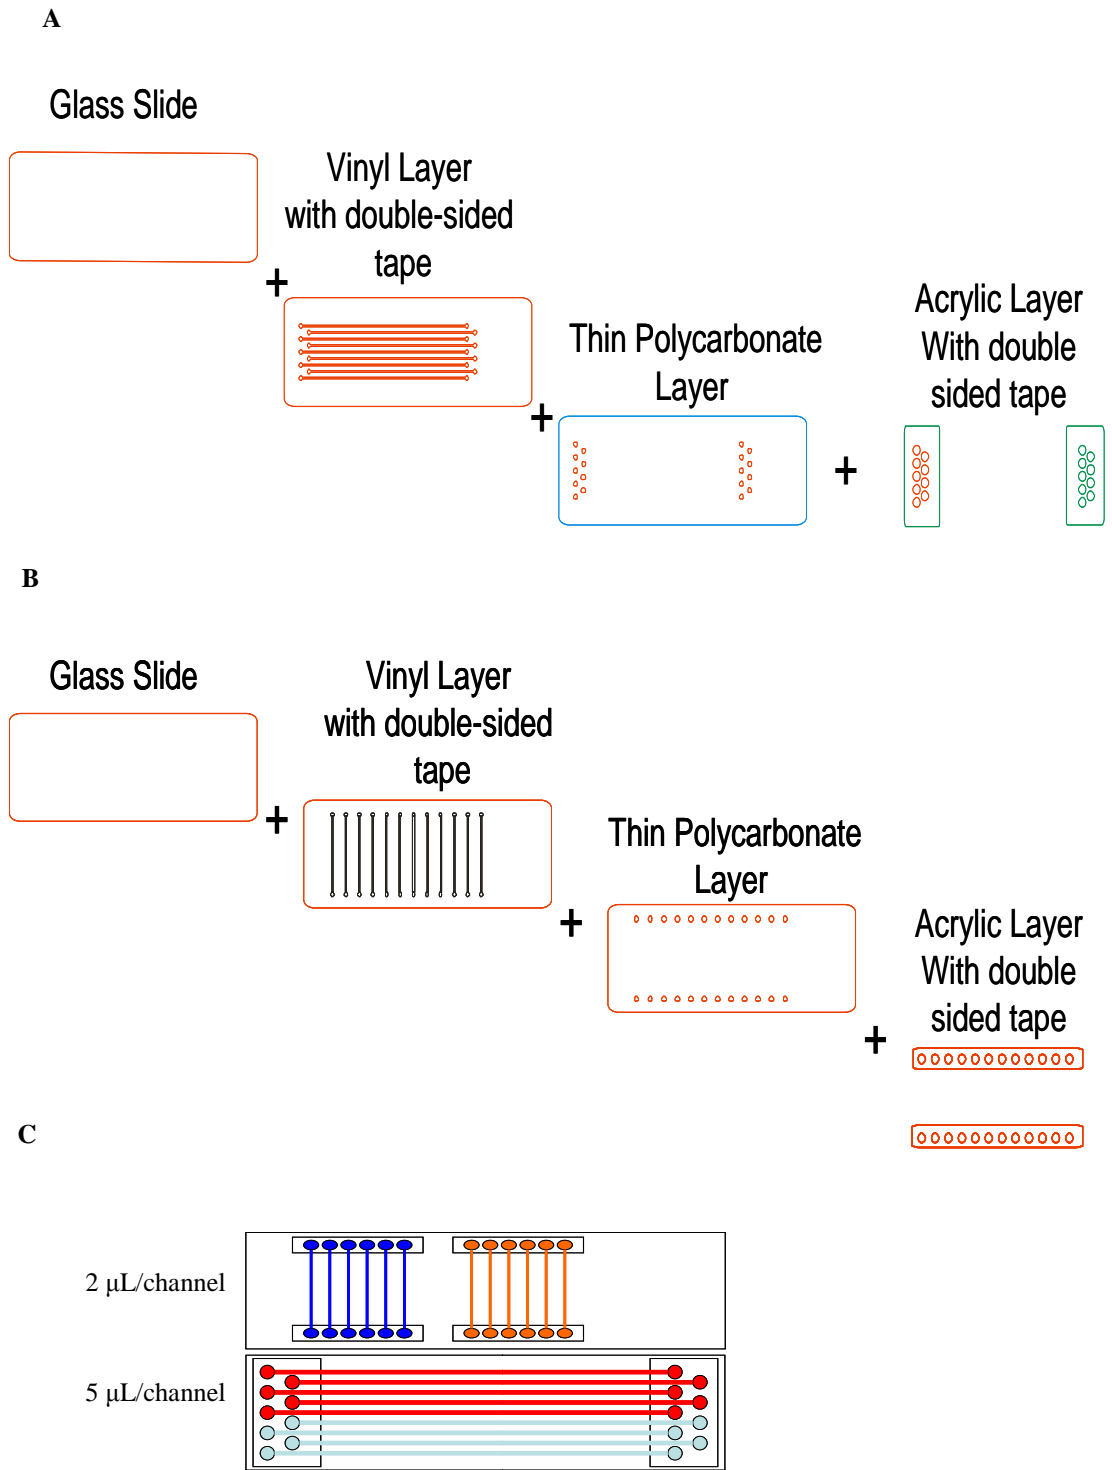 A
Glass Slide
Vinyl Layer
with double-sided
tape
+
Thin Polycarbonate
Layer
+
Acrylic Layer
With double
sided tape
+
B
Glass Slide
Vinyl Layer
with double-sided
tape
+
Thin Polycarbonate
Layer
+
Acrylic Layer
With double
sided tape
+
C
2 μL/channel
5 μL/channel